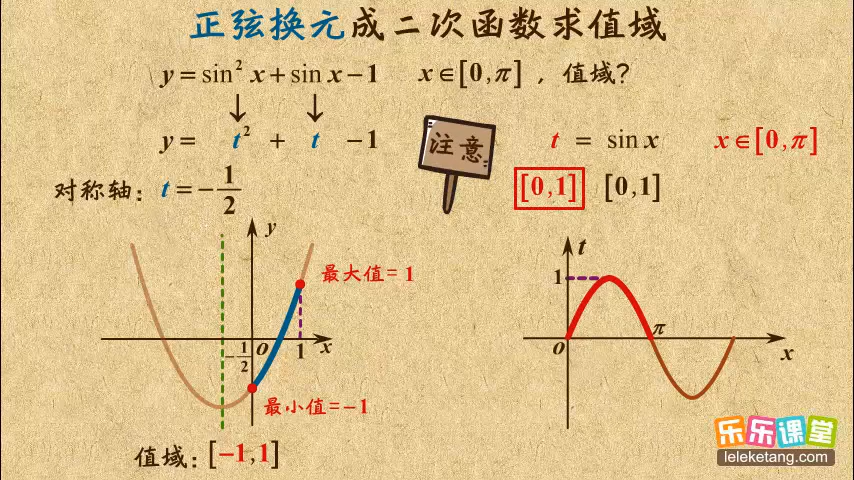 正弦换元成二次函数求值域
y = sin² x + sin x − 1 x ∈ [0, π] , 值域?
↓ ↓
y = t² + t − 1
注意
t = sin x x ∈ [0, π]
对称轴: t = − 1/2
[0,1] [0,1]
y
最大值 = 1
− 1/2 O 1 x
最小值 = −1
t
1
O π x
值域: [−1,1]
乐乐课堂
leleketang.com